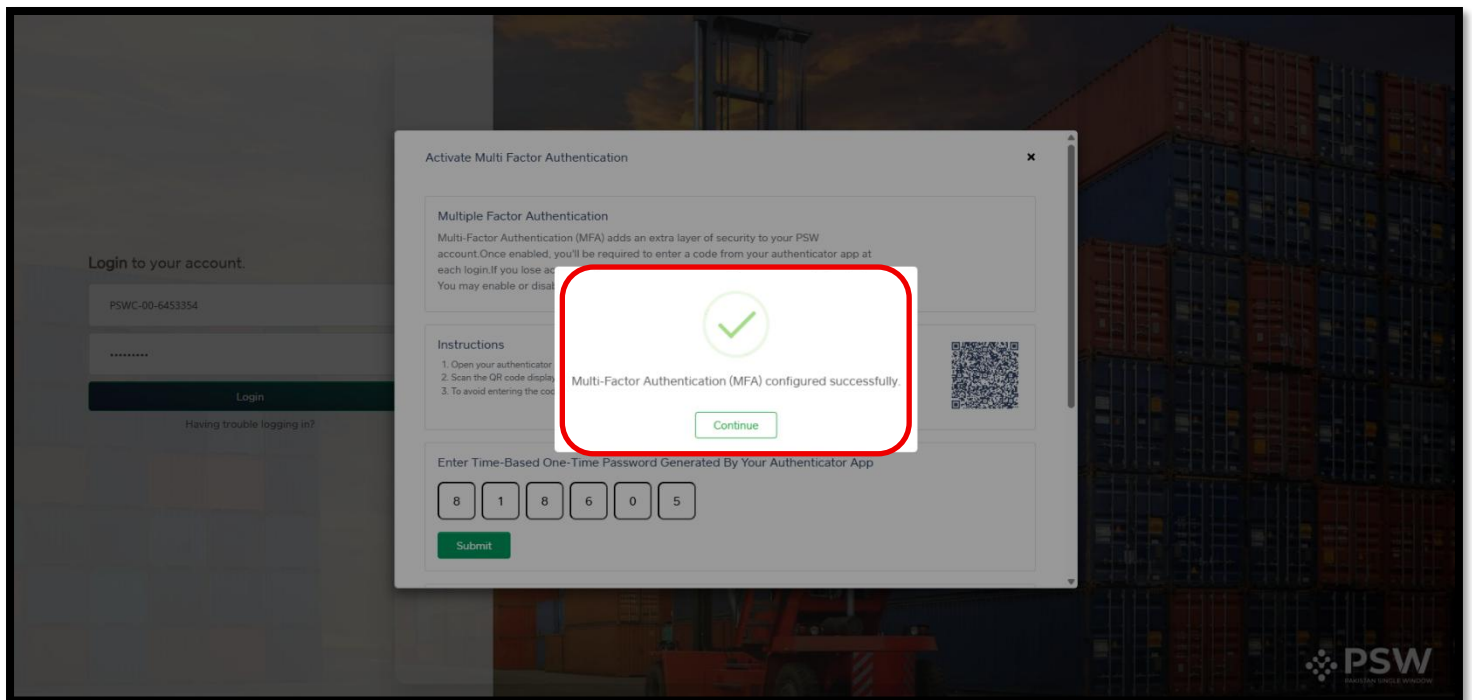 Activate Multi Factor Authentication
Multiple Factor Authentication
Multi-Factor Authentication (MFA) adds an extra layer of security to your PSW
account.Once enabled, you'll be required to enter a code from your authenticator app at
each login.If you lose
You may enable or
Login to your account.
PSWC-00-6453354
Login
Having trouble logging in?
Instructions
1. Open your authenticator
2. Scan the QR code
3. To avoid entering the
Multi-Factor Authentication (MFA) configured successfully.
Continue
Enter Time-Based One-Time Password Generated By Your Authenticator App
8 1 8 6 0 5
Submit
PSW
PAKISTAN SINGLE WINDOW